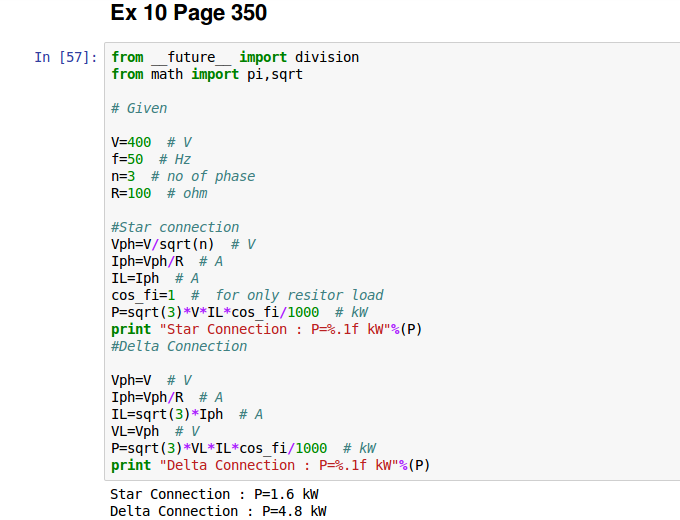 Ex 10 Page 350
In [57]:
from __future__ import division
from math import pi,sqrt
# Given
V=400 # V
f=50 # Hz
n=3 # no of phase
R=100 # ohm
#Star connection
Vph=V/sqrt(n) # V
Iph=Vph/R # A
IL=Iph # A
cos_fi=1 # for only resitor load
P=sqrt(3)*V*IL*cos_fi/1000 # kW
print "Star Connection : P=%.1f kW"%(P)
#Delta Connection
Vph=V # V
Iph=Vph/R # A
IL=sqrt(3)*Iph # A
VL=Vph # V
P=sqrt(3)*VL*IL*cos_fi/1000 # kW
print "Delta Connection : P=%.1f kW"%(P)
Star Connection : P=1.6 kW
Delta Connection : P=4.8 kW